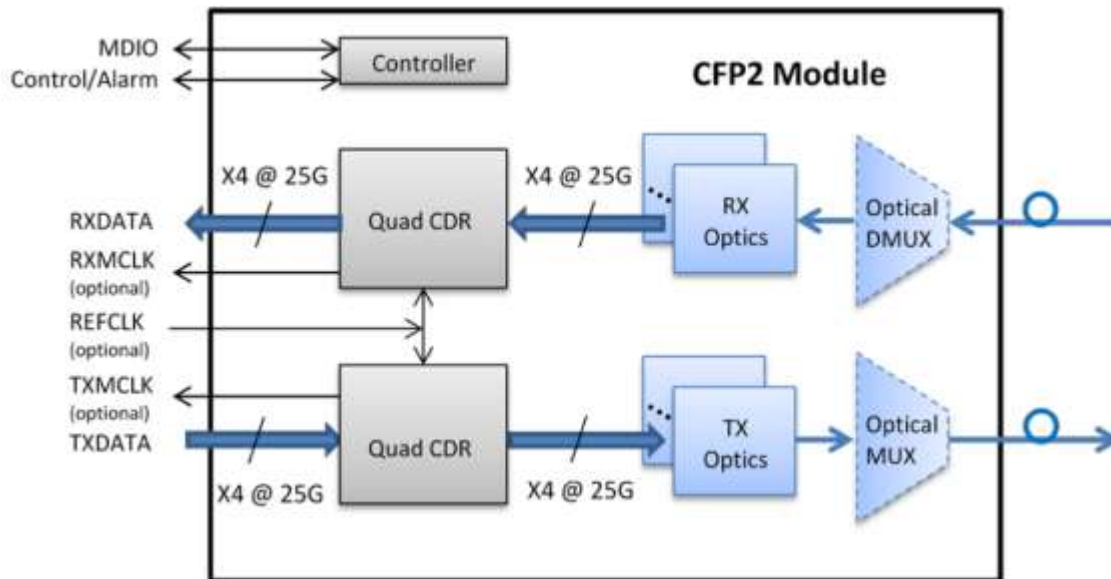 MDIO
Control/Alarm
Controller
CFP2 Module
X4 @ 25G
X4 @ 25G
RXDATA
Quad CDR
RX
Optics
Optical
DMUX
RXMCLK
(optional)
REFCLK
(optional)
TXMCLK
(optional)
TXDATA
Quad CDR
TX
Optics
Optical
MUX
X4 @ 25G
X4 @ 25G